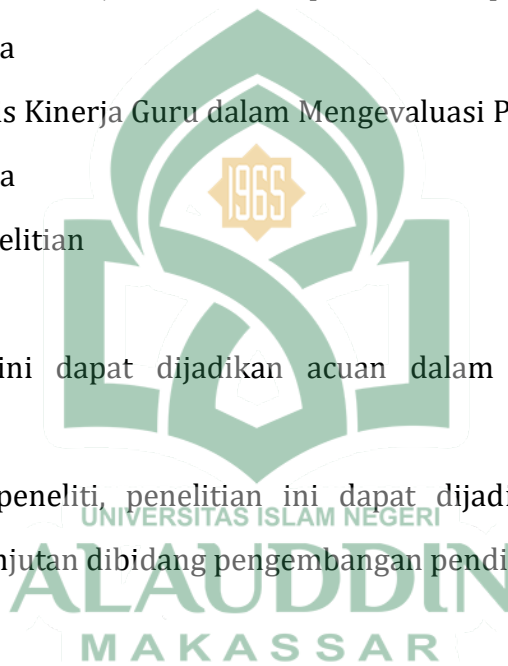 a
s Kinerja Guru dalam Mengevaluasi P
a
1965
elitian
ini dapat dijadikan acuan dalam
peneliti, penelitian ini dapat dijadi
UNIVERSITAS ISLAM NEGERI
njutan dibidang pengembangan pendi
ALAUDDIN
MAKASSAR